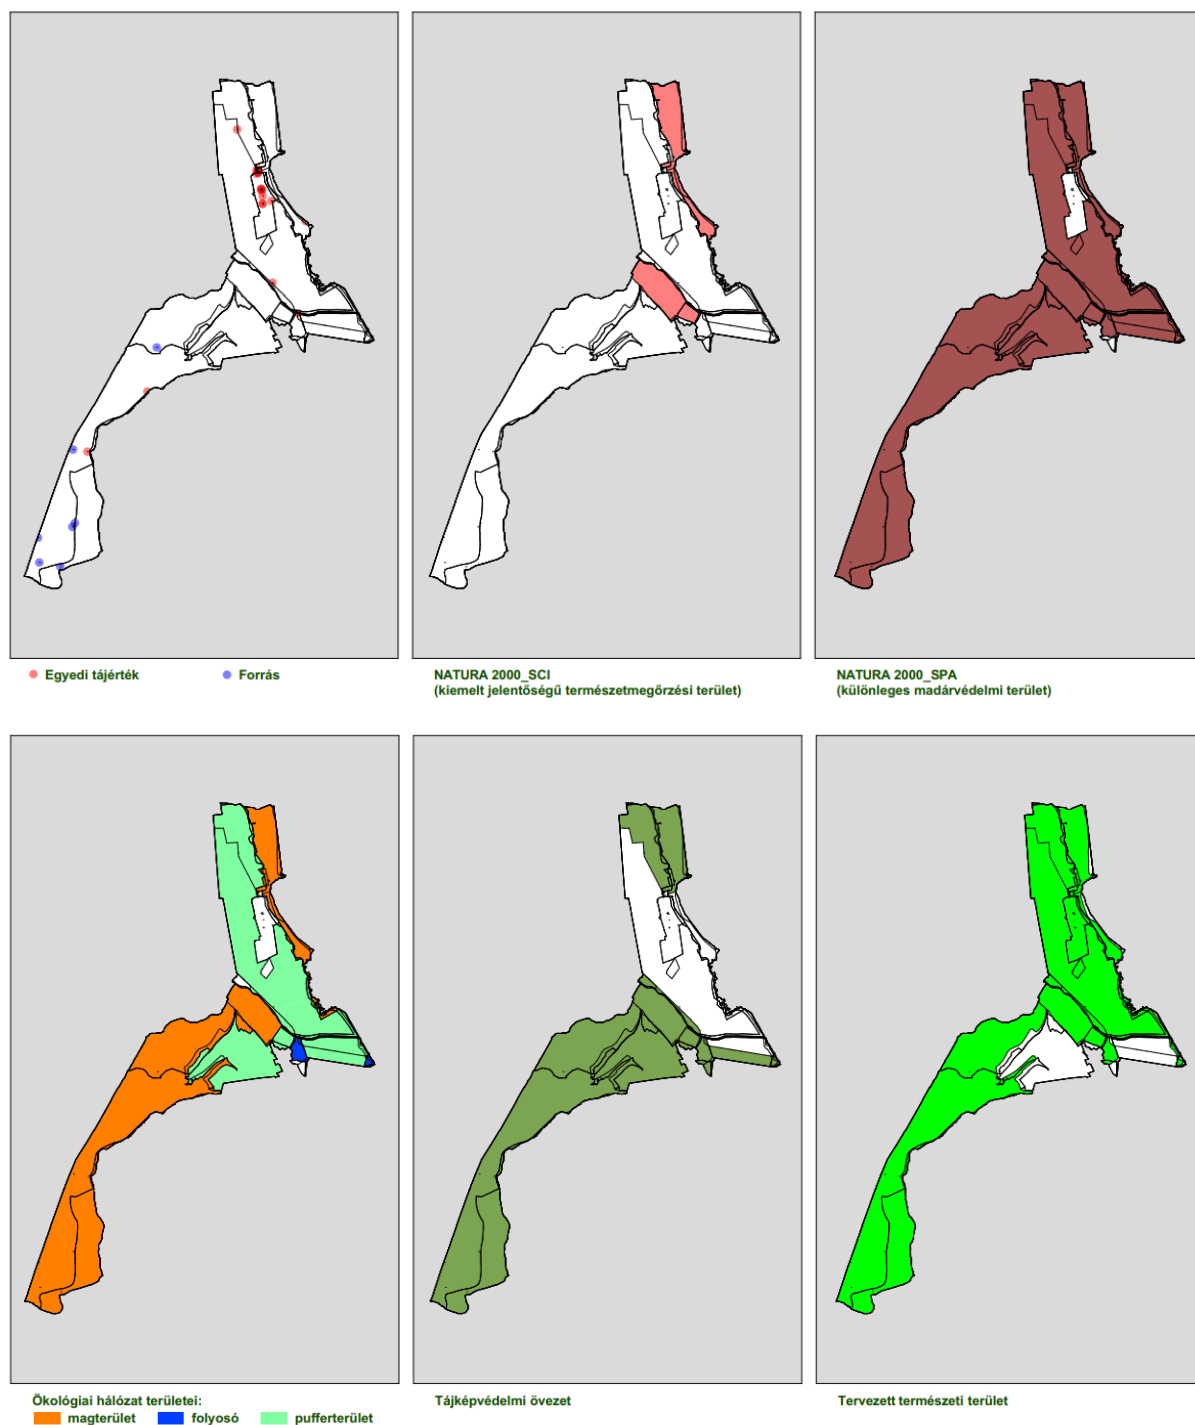 Egyedi tájérték
Forrás
NATURA 2000_SCI
(kiemelt jelentőségű természetmegőrzési terület)
NATURA 2000_SPA
(különleges madárvédelmi terület)
Ökológiai hálózat területei:
magterület
folyosó
pufferterület
Tájképvédelmi övezet
Tervezett természeti terület